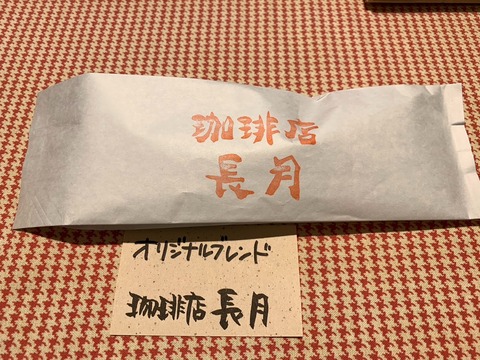 珈琲店
長月
オリジナルブレンド
珈琲店 長月